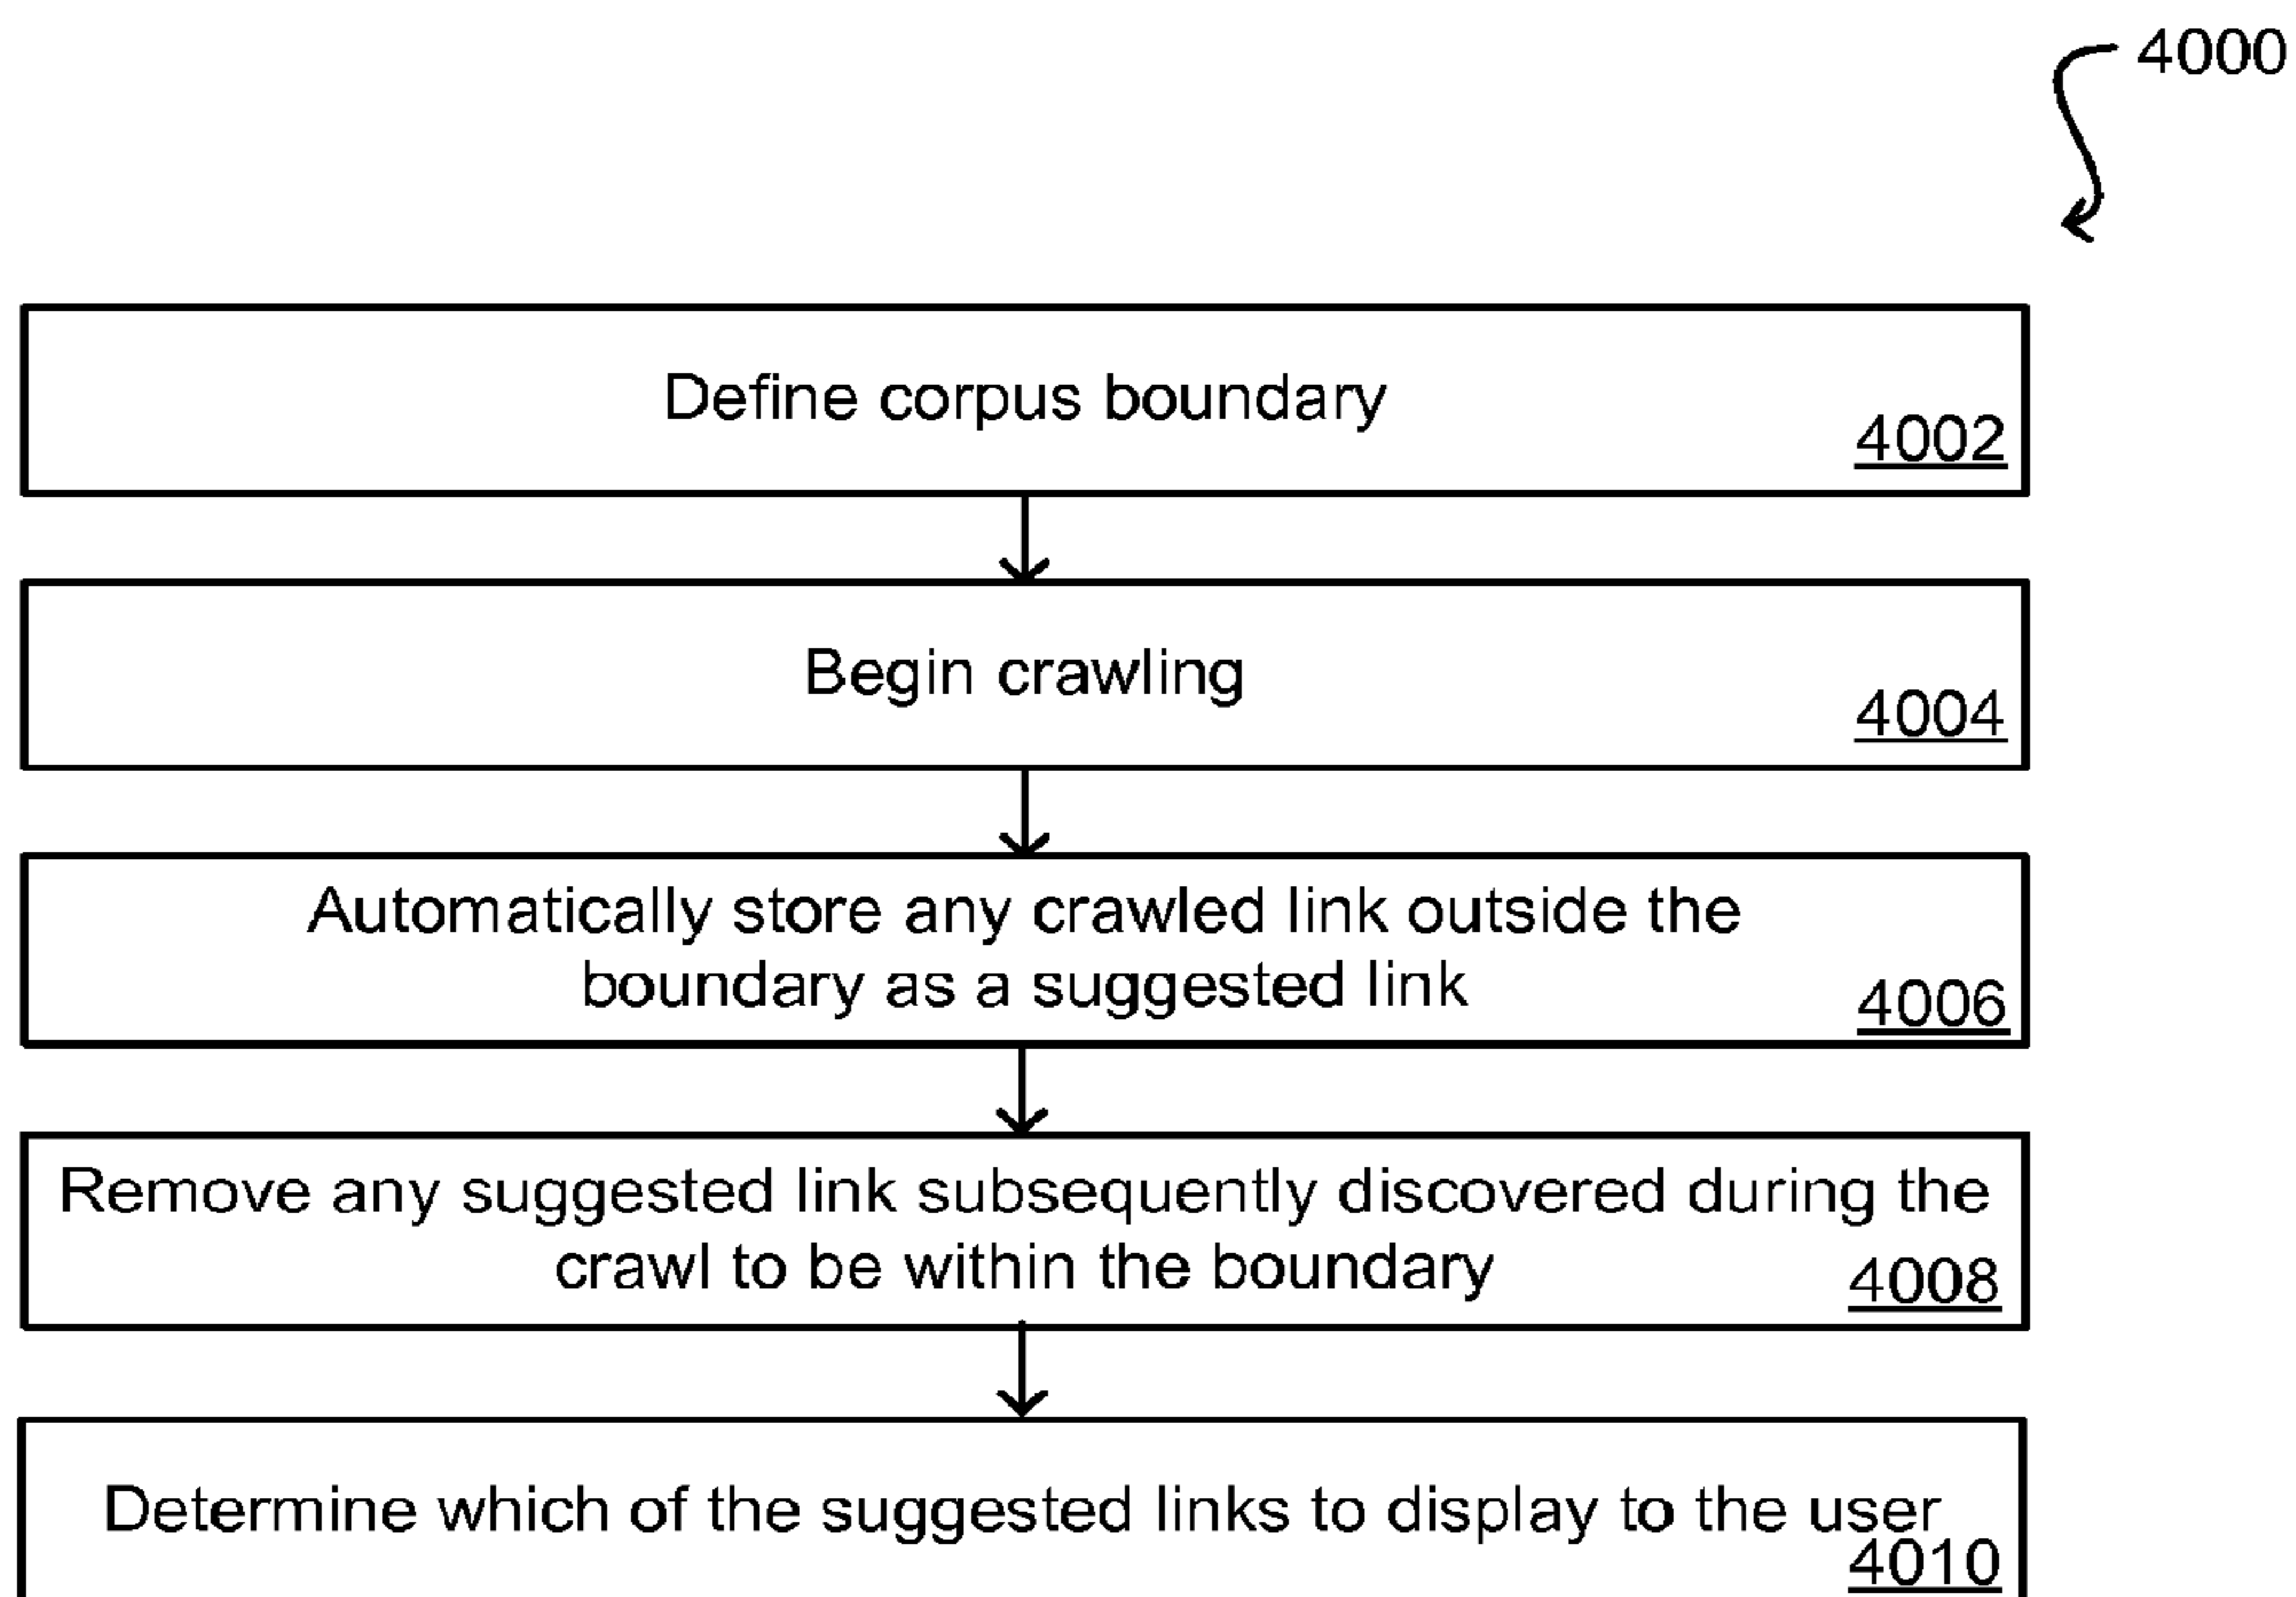 4000
Define corpus boundary
4002
Begin crawling
4004
Automatically store any crawled link outside the
boundary as a suggested link
4006
Remove any suggested link subsequently discovered during the
crawl to be within the boundary
4008
Determine which of the suggested links to display to the user
4010